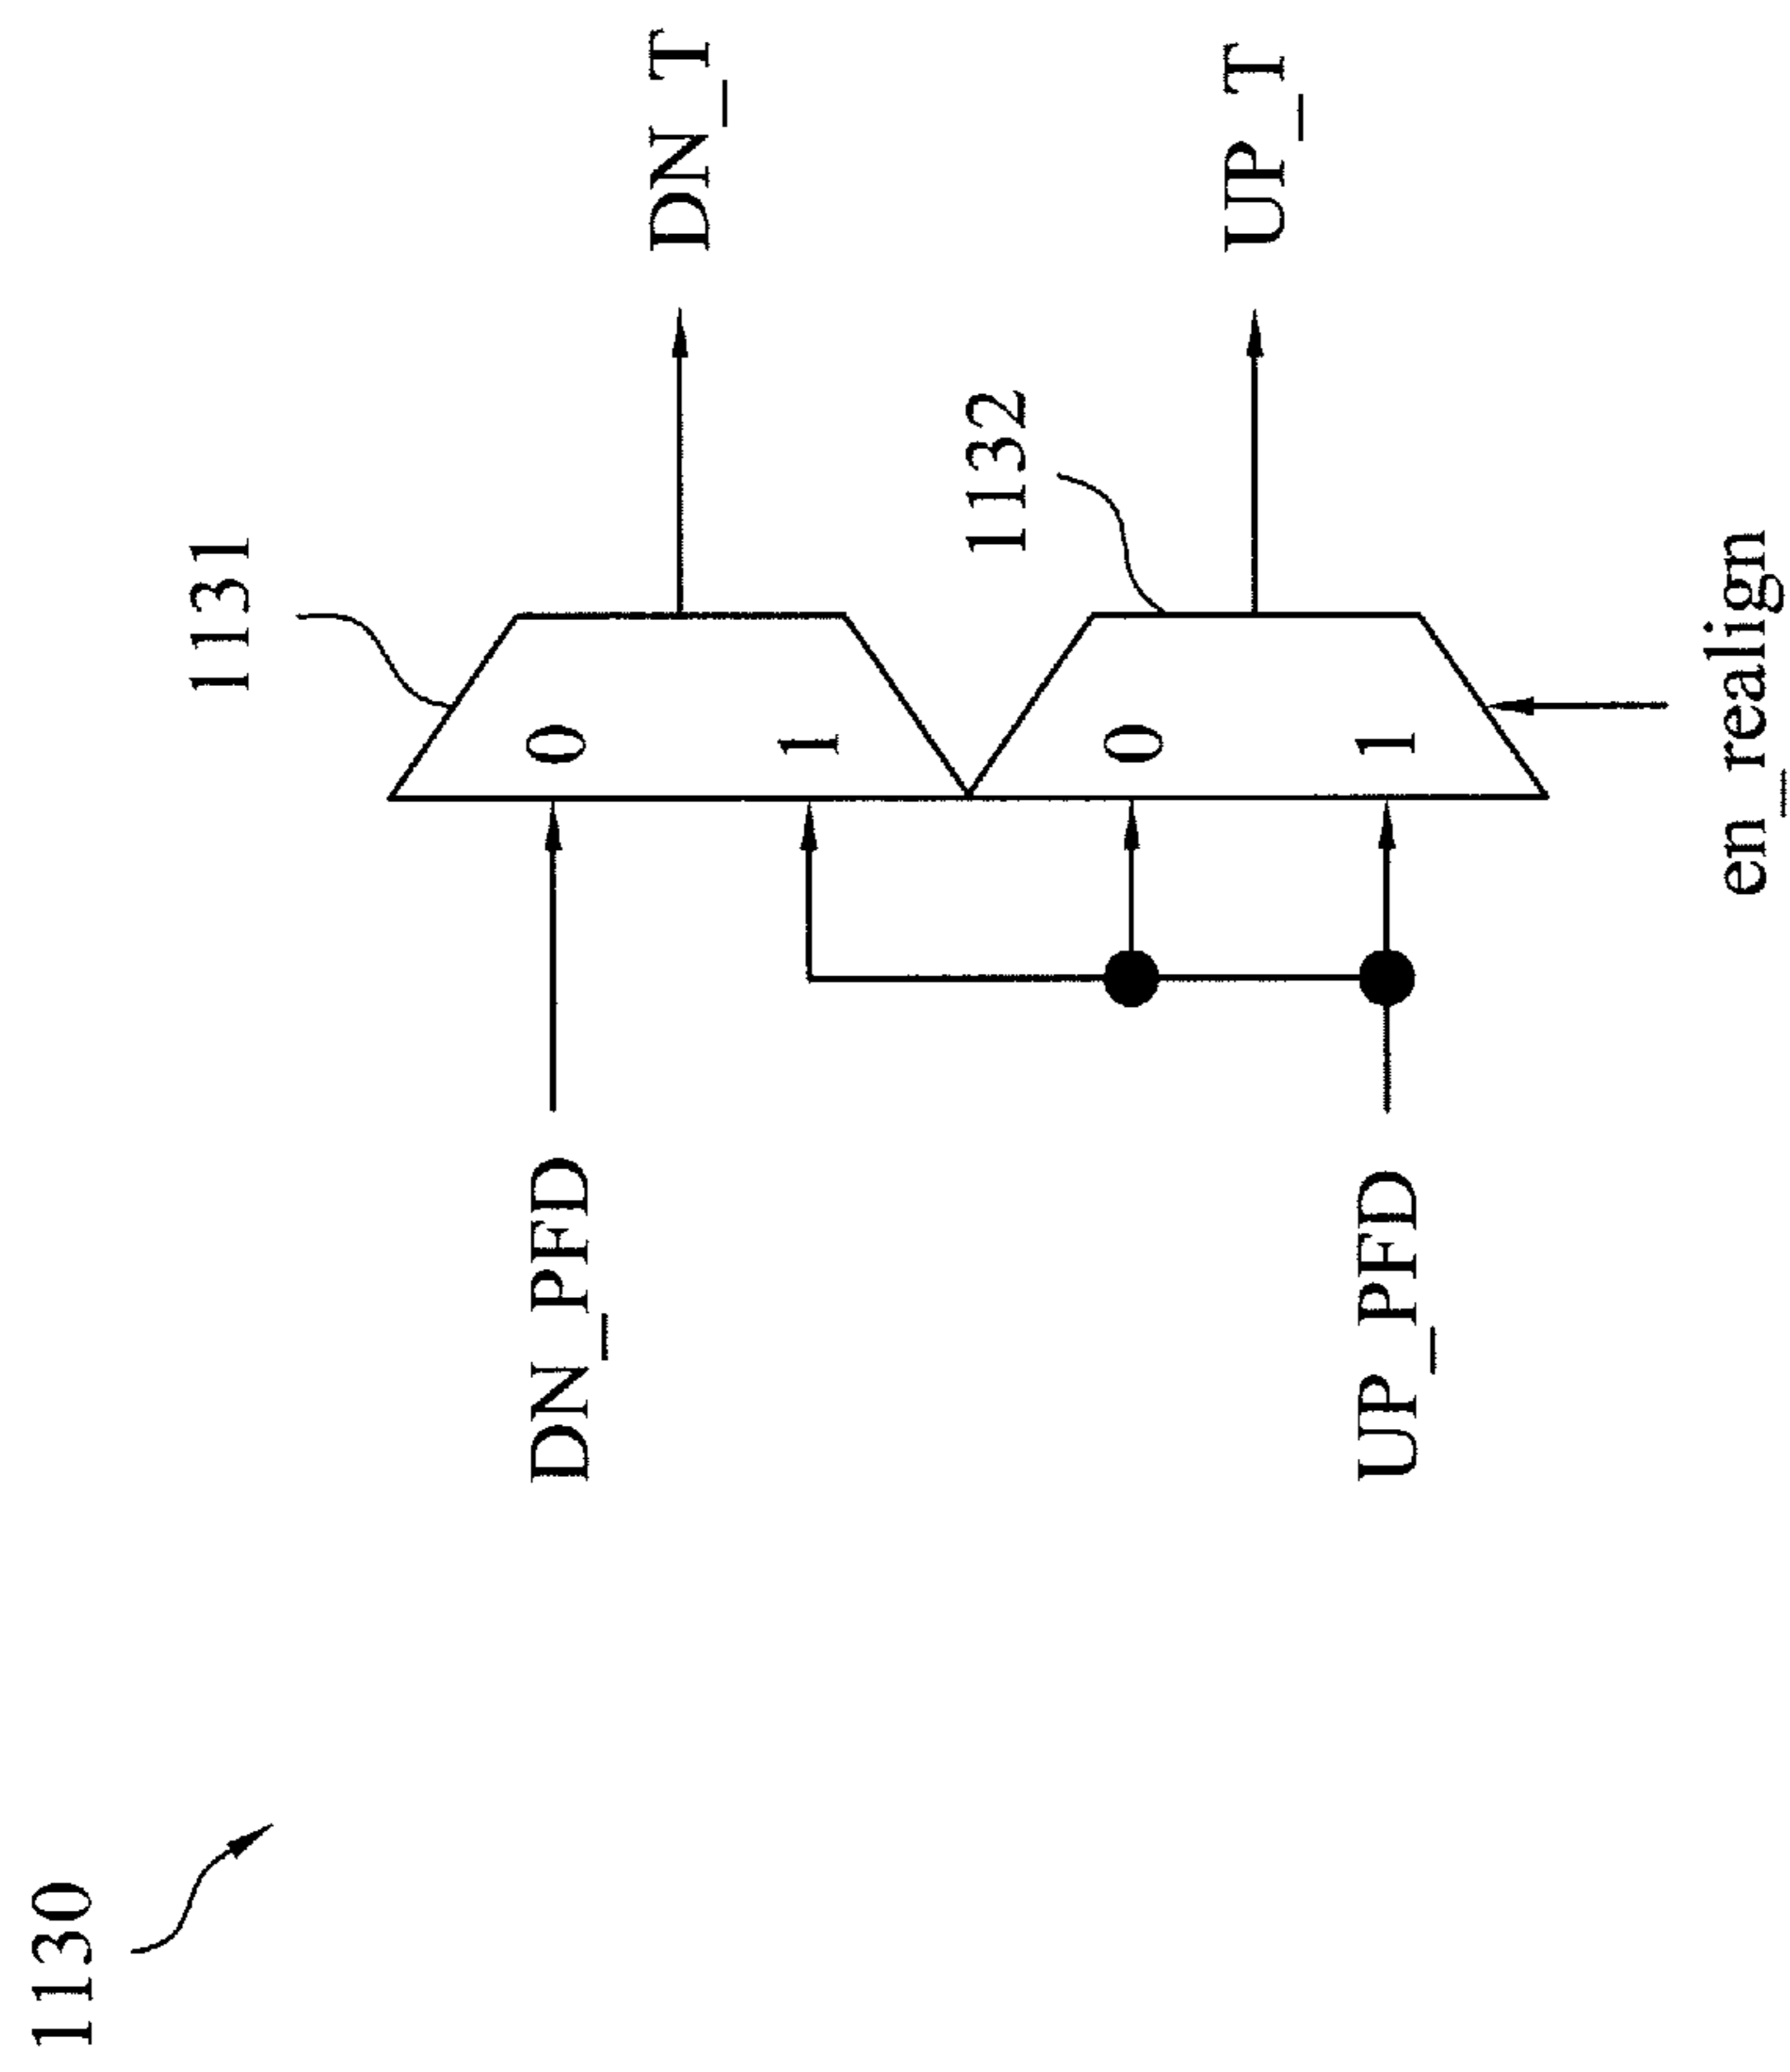 1130
DN_PFD
UP_PFD
0
1
0
1
1131
1132
en_realign
DN_T
UP_T